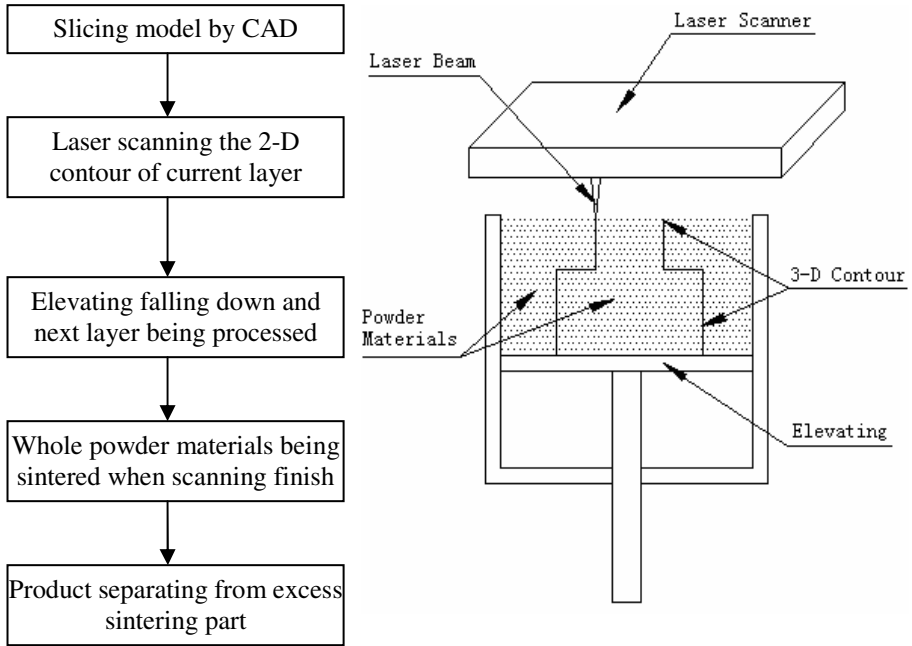 Slicing model by CAD
Laser scanning the 2-D
contour of current layer
Elevating falling down and
next layer being processed
Whole powder materials being
sintered when scanning finish
Product separating from excess
sintering part
Laser Scanner
Laser Beam
3-D Contour
Powder
Materials
Elevating